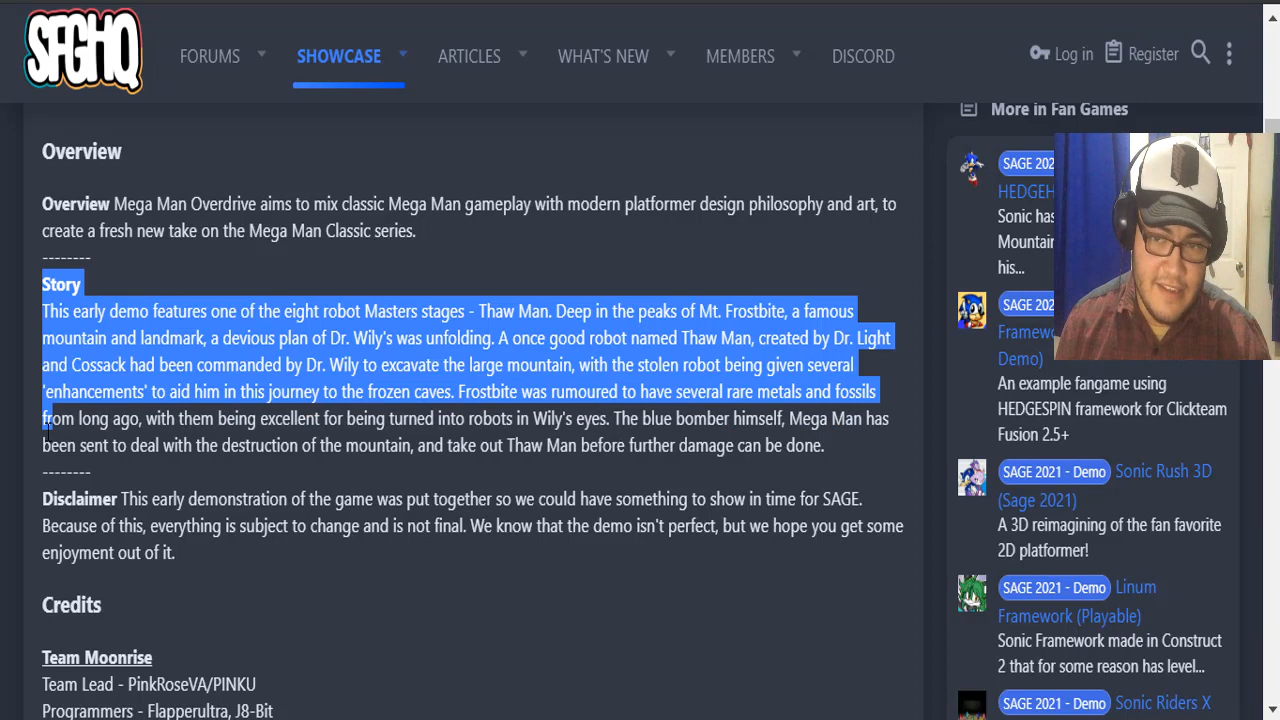 SFGHQ
FORUMS SHOWCASE ARTICLES WHAT'S NEW MEMBERS DISCORD Log in Register
More in Fan Games
Overview
Overview Mega Man Overdrive aims to mix classic Mega Man gameplay with modern platformer design philosophy and art, to
create a fresh new take on the Mega Man Classic series.
--------
Story
This early demo features one of the eight robot Masters stages - Thaw Man. Deep in the peaks of Mt. Frostbite, a famous
mountain and landmark, a devious plan of Dr. Wily's was unfolding. A once good robot named Thaw Man, created by Dr. Light
and Cossack had been commanded by Dr. Wily to excavate the large mountain, with the stolen robot being given several
'enhancements' to aid him in this journey to the frozen caves. Frostbite was rumoured to have several rare metals and fossils
from long ago, with them being excellent for being turned into robots in Wily's eyes. The blue bomber himself, Mega Man has
been sent to deal with the destruction of the mountain, and take out Thaw Man before further damage can be done.
--------
Disclaimer This early demonstration of the game was put together so we could have something to show in time for SAGE.
Because of this, everything is subject to change and is not final. We know that the demo isn't perfect, but we hope you get some
enjoyment out of it.
Credits
Team Moonrise
Team Lead - PinkRoseVA/PINKU
Programmers - Flapperultra, J8-Bit
SAGE 202
HEDGEH
Sonic has
Mountain
his...
SAGE 202
Framew
Demo)
An example fangame using
HEDGESPIN framework for Clickteam
Fusion 2.5+
SAGE 2021 - Demo Sonic Rush 3D
(Sage 2021)
A 3D reimagining of the fan favorite
2D platformer!
SAGE 2021 - Demo Linum
Framework (Playable)
Sonic Framework made in Construct
2 that for some reason has level...
SAGE 2021 - Demo Sonic Riders X